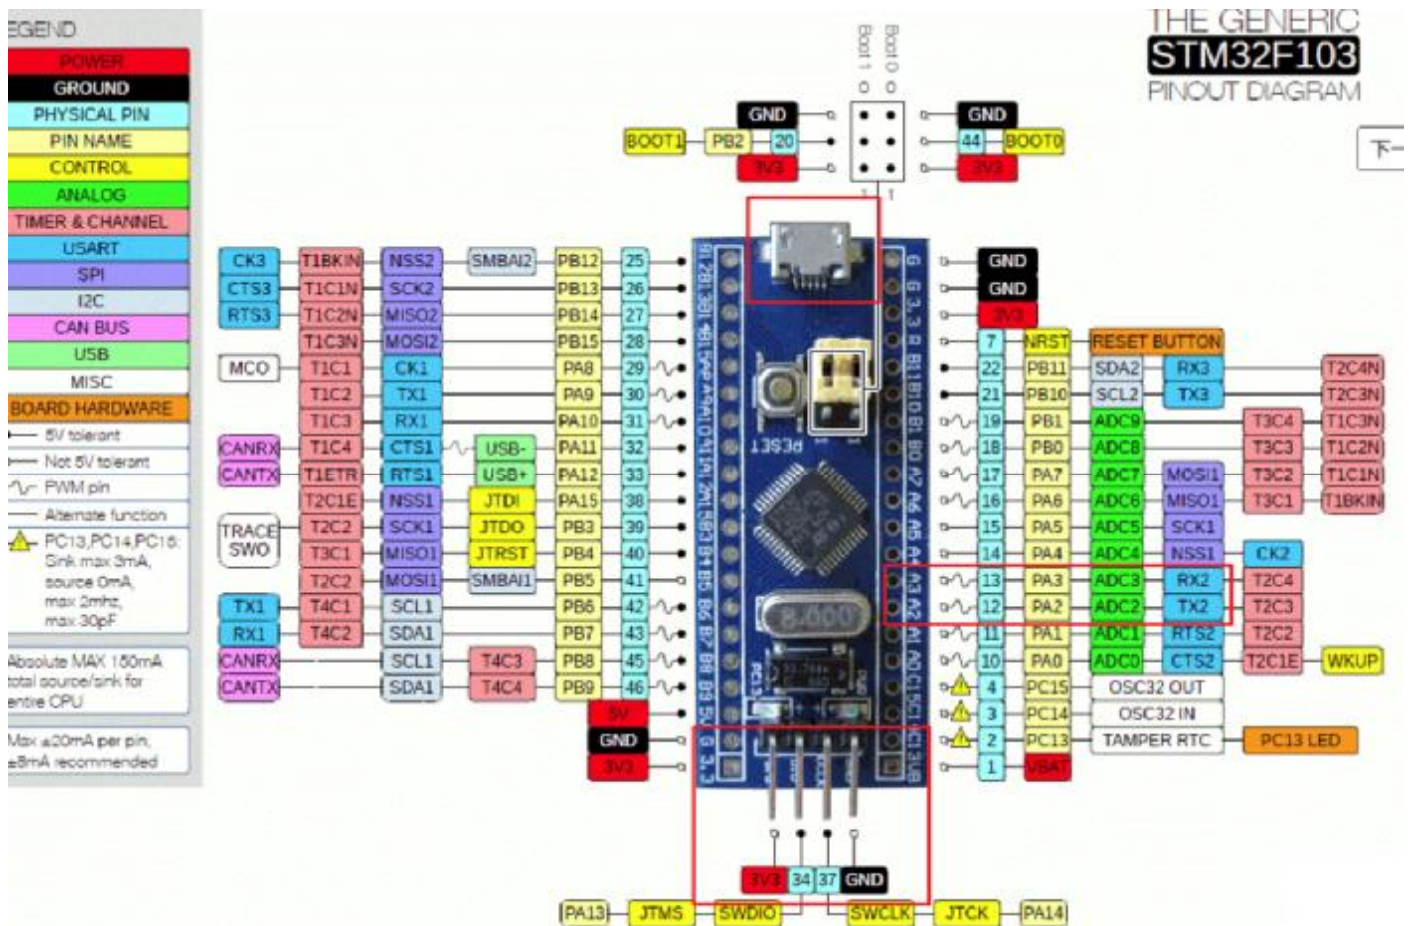 EGEND
POWER
GROUND
PHYSICAL PIN
PIN NAME
CONTROL
ANALOG
TIMER & CHANNEL
USART
SPI
I2C
CAN BUS
USB
MISC
BOARD HARDWARE
5V tolerant
Not 5V tolerant
PWM pin
Alternate function
PC13,PC14,PC15:
Sink max 3mA,
source 0mA,
max 2mhz,
max 30pF
Absolute MAX 150mA
total source/sink for
entire CPU
Max ±20mA per pin,
±8mA recommended
THE GENERIC
STM32F103
PINOUT DIAGRAM
下一
Boot 1 Boot 0
0 0
GND GND
BOOT1 PB2 20 44 BOOT0
3V3 3V3
1 1
CK3 T1BKIN NSS2 SMBAI2 PB12 25 GND
CTS3 T1C1N SCK2 PB13 26 GND
RTS3 T1C2N MISO2 PB14 27 3V3
T1C3N MOSI2 PB15 28 7 NRST RESET BUTTON
MCO T1C1 CK1 PA8 29 22 PB11 SDA2 RX3 T2C4N
T1C2 TX1 PA9 30 21 PB10 SCL2 TX3 T2C3N
T1C3 RX1 PA10 31 19 PB1 ADC9 T3C4 T1C3N
CANRX T1C4 CTS1 USB- PA11 32 18 PB0 ADC8 T3C3 T1C2N
CANTX T1ETR RTS1 USB+ PA12 33 17 PA7 ADC7 MOSI1 T3C2 T1C1N
T2C1E NSS1 JTDI PA15 38 16 PA6 ADC6 MISO1 T3C1 T1BKIN
TRACE SWO T2C2 SCK1 JTDO PB3 39 15 PA5 ADC5 SCK1
T3C1 MISO1 JTRST PB4 40 14 PA4 ADC4 NSS1 CK2
T2C2 MOSI1 SMBAI1 PB5 41 13 PA3 ADC3 RX2 T2C4
TX1 T4C1 SCL1 PB6 42 12 PA2 ADC2 TX2 T2C3
RX1 T4C2 SDA1 PB7 43 11 PA1 ADC1 RTS2 T2C2
CANRX SCL1 T4C3 PB8 45 10 PA0 ADC0 CTS2 T2C1E WKUP
CANTX SDA1 T4C4 PB9 46 4 PC15 OSC32 OUT
5V 3 PC14 OSC32 IN
GND 2 PC13 TAMPER RTC PC13 LED
3V3 1 VBAT
RESET
8.000
3V3 34 37 GND
PA13 JTMS SWDIO SWCLK JTCK PA14